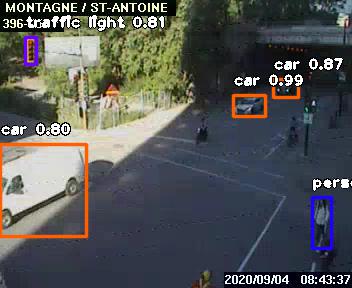 MONTAGNE / ST-ANTOINE
396-
traffic light 0.81
car 0.87
car 0.99
car 0.80
pers
2020/09/04 08:43:37